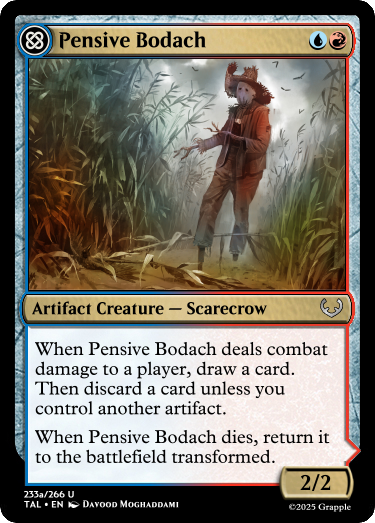 Pensive Bodach
Artifact Creature — Scarecrow
When Pensive Bodach deals combat
damage to a player, draw a card.
Then discard a card unless you
control another artifact.
When Pensive Bodach dies, return it
to the battlefield transformed.
2/2
233a/266 U
TAL • EN Davood Moghaddami
©2025 Grapple